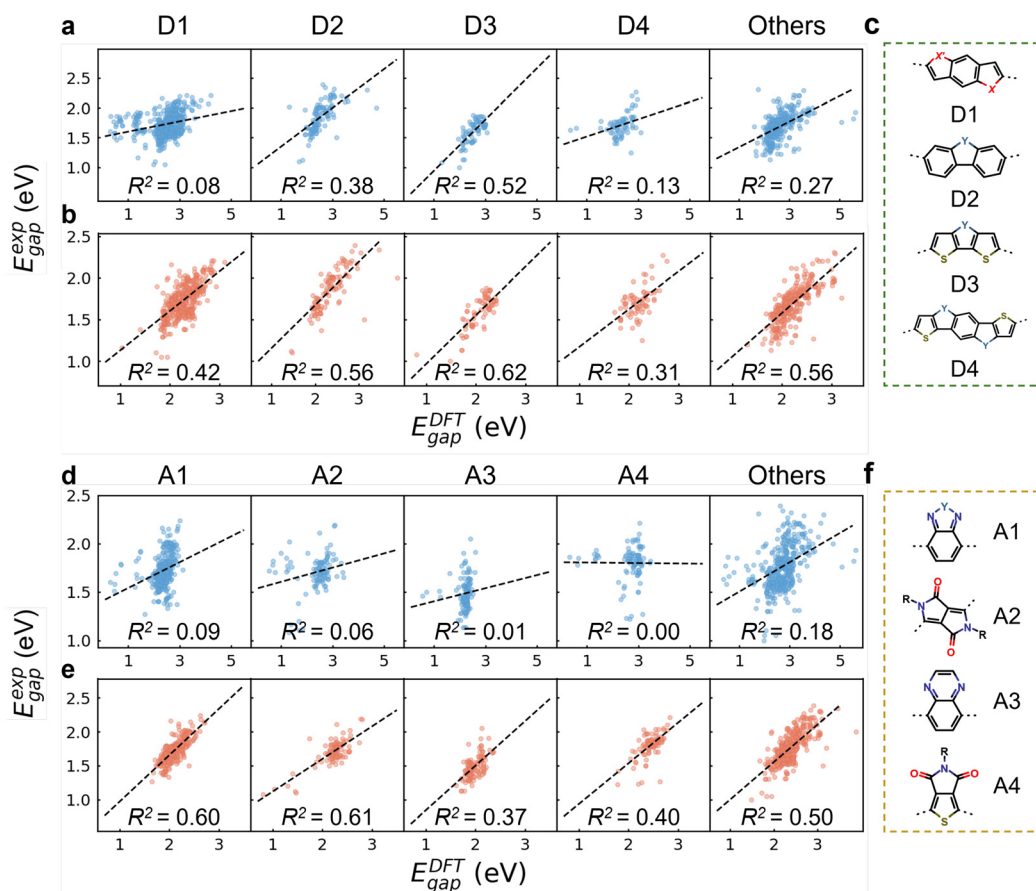 a D1 D2 D3 D4 Others c
2.5
2.0
1.5
1.0
R² = 0.08 R² = 0.38 R² = 0.52 R² = 0.13 R² = 0.27
1 3 5 1 3 5 1 3 5 1 3 5 1 3 5
b
2.5
2.0
1.5
1.0
R² = 0.42 R² = 0.56 R² = 0.62 R² = 0.31 R² = 0.56
1 2 3 1 2 3 1 2 3 1 2 3 1 2 3
E_gap^DFT (eV)
E_gap^exp (eV)
X' X
D1
Y
D2
Y S S
D3
Y S S Y
D4
d A1 A2 A3 A4 Others f
2.5
2.0
1.5
1.0
R² = 0.09 R² = 0.06 R² = 0.01 R² = 0.00 R² = 0.18
1 3 5 1 3 5 1 3 5 1 3 5 1 3 5
e
2.5
2.0
1.5
1.0
R² = 0.60 R² = 0.61 R² = 0.37 R² = 0.40 R² = 0.50
1 2 3 1 2 3 1 2 3 1 2 3 1 2 3
E_gap^DFT (eV)
E_gap^exp (eV)
N Y N A1
O R N N R O A2
N N A3
R O N O S A4